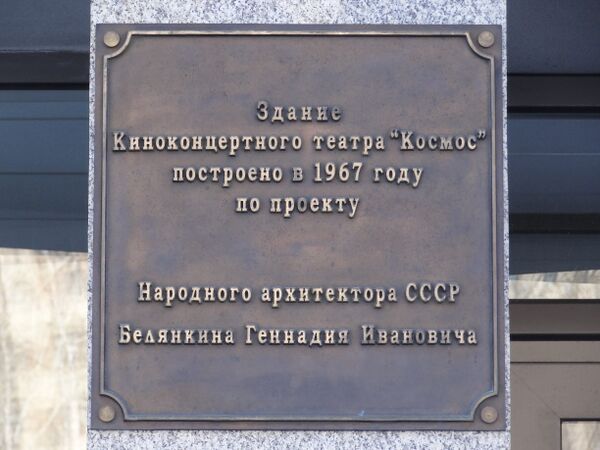 Здание
Киноконцертного театра "Космос"
построено в 1967 году
по проекту
Народного архитектора СССР
Белянкина Геннадия Ивановича